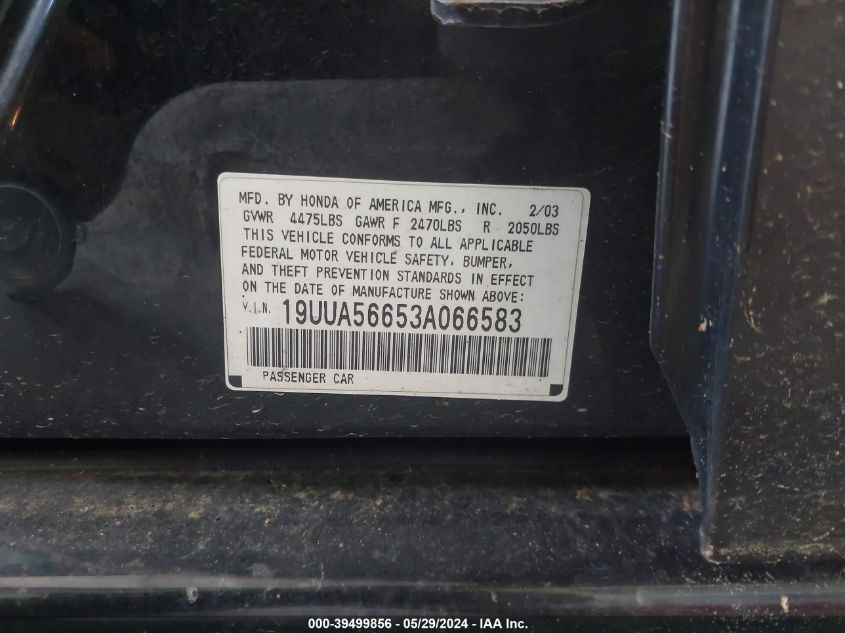 MFD. BY HONDA OF AMERICA MFG., INC. 2/03
GVWR 4475LBS GAWR F 2470LBS R 2050LBS
THIS VEHICLE CONFORMS TO ALL APPLICABLE
FEDERAL MOTOR VEHICLE SAFETY, BUMPER,
AND THEFT PREVENTION STANDARDS IN EFFECT
ON THE DATE OF MANUFACTURE SHOWN ABOVE:
V.I.N. 19UUA56653A066583
PASSENGER CAR
000-39499856 - 05/29/2024 - IAA Inc.